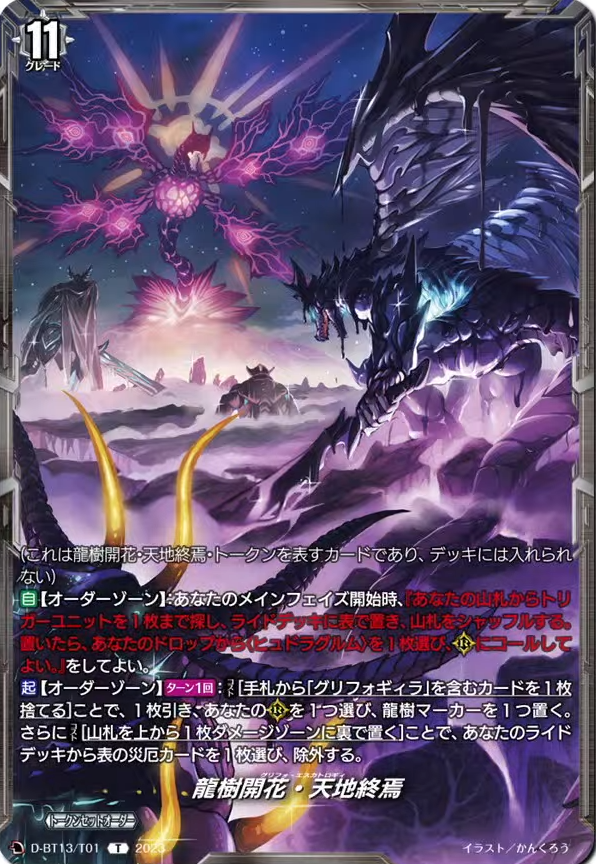 11
グレード
(これは龍樹開花・天地終焉・トークンを表すカードであり、デッキには入れられ
ない)
自【オーダーゾーン】:あなたのメインフェイズ開始時、『あなたの山札からトリ
ガーユニットを1枚まで探し、ライドデッキに表で置き、山札をシャッフルする。
置いたら、あなたのドロップから〈ヒュドラグルム〉を1枚選び、Rにコールして
よい。』をしてよい。
起【オーダーゾーン】ターン1回:コスト[手札から「グリフォギィラ」を含むカードを1枚
捨てる]ことで、1枚引き、あなたのRを1つ選び、龍樹マーカーを1つ置く。
さらにコスト[山札を上から1枚ダメージゾーンに裏で置く]ことで、あなたのライド
デッキから表の災厄カードを1枚選び、除外する。
グリフォ・エスカトロギィ
龍樹開花・天地終焉
トークンセットオーダー
D-BT13/T01 T 2023 イラスト/かんくろう